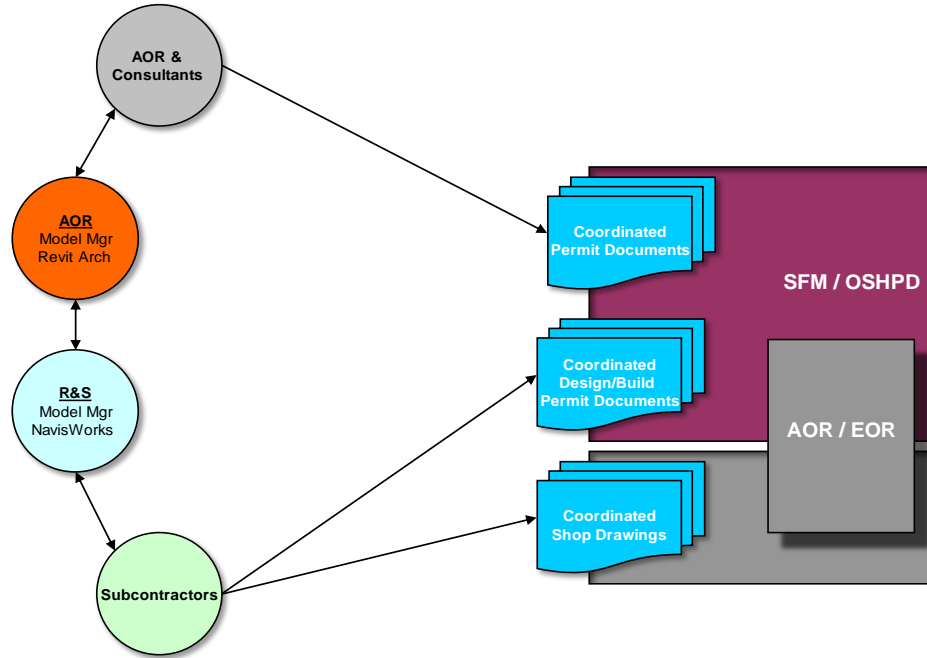 AOR &
Consultants
AOR
Model Mgr
Revit Arch
R&S
Model Mgr
NavisWorks
Subcontractors
Coordinated
Permit Documents
Coordinated
Design/Build
Permit Documents
Coordinated
Shop Drawings
SFM / OSHPD
AOR / EOR